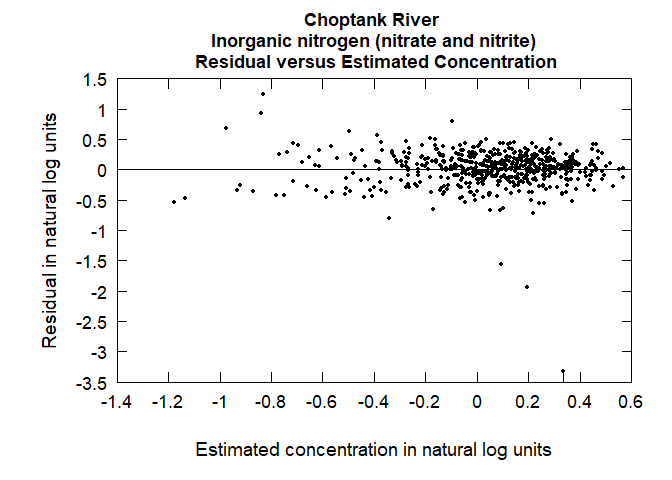 Choptank River
Inorganic nitrogen (nitrate and nitrite)
Residual versus Estimated Concentration
Residual in natural log units
1.5
1
0.5
0
-0.5
-1
-1.5
-2
-2.5
-3
-3.5
-1.4 -1.2 -1 -0.8 -0.6 -0.4 -0.2 0 0.2 0.4 0.6
Estimated concentration in natural log units